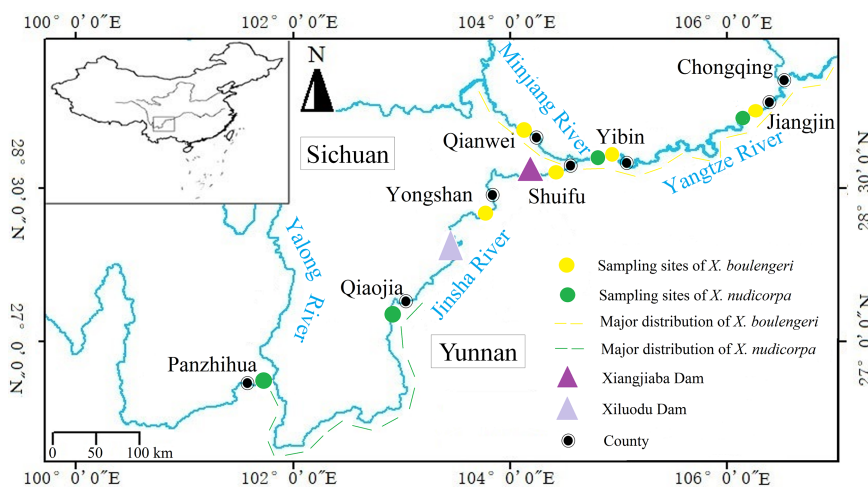 100° 0′0″E
102° 0′0″E
104° 0′0″E
106° 0′0″E
N
Minjiang River
Chongqing
Jiangjin
Qianwei
Yibin
Sichuan
Yangtze River
28° 30′0″N
28° 30′0″N
Yongshan
Shuifu
Yalong River
Jinsha River
Qiaojia
Sampling sites of X. boulengeri
Sampling sites of X. nudicorpa
Major distribution of X. boulengeri
Major distribution of X. nudicorpa
Xiangjiaba Dam
Xiluodu Dam
County
27° 0′0″N
27° 0′0″N
Yunnan
Panzhihua
0 50 100 km
100° 0′0″E
102° 0′0″E
104° 0′0″E
106° 0′0″E